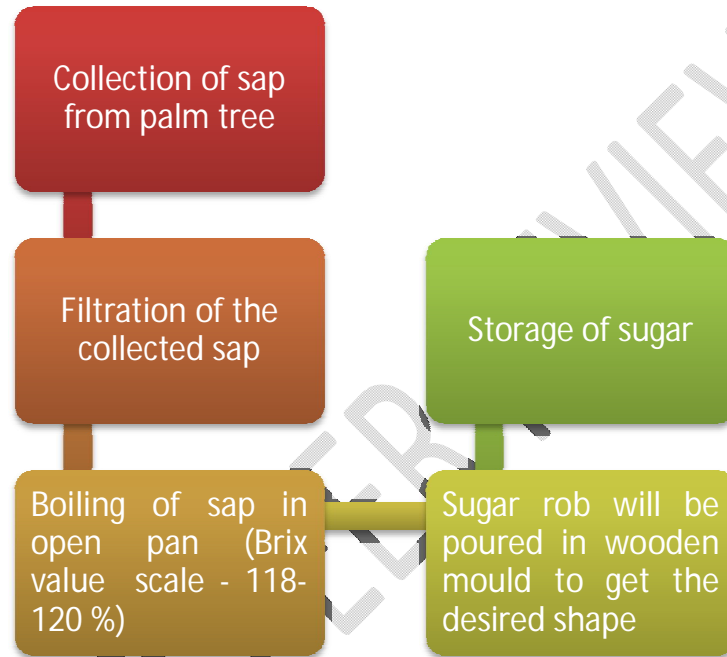 Collection of sap
from palm tree
Filtration of the
collected sap
Boiling of sap in
open pan (Brix
value scale - 118-
120 %)
Sugar rob will be
poured in wooden
mould to get the
desired shape
Storage of sugar